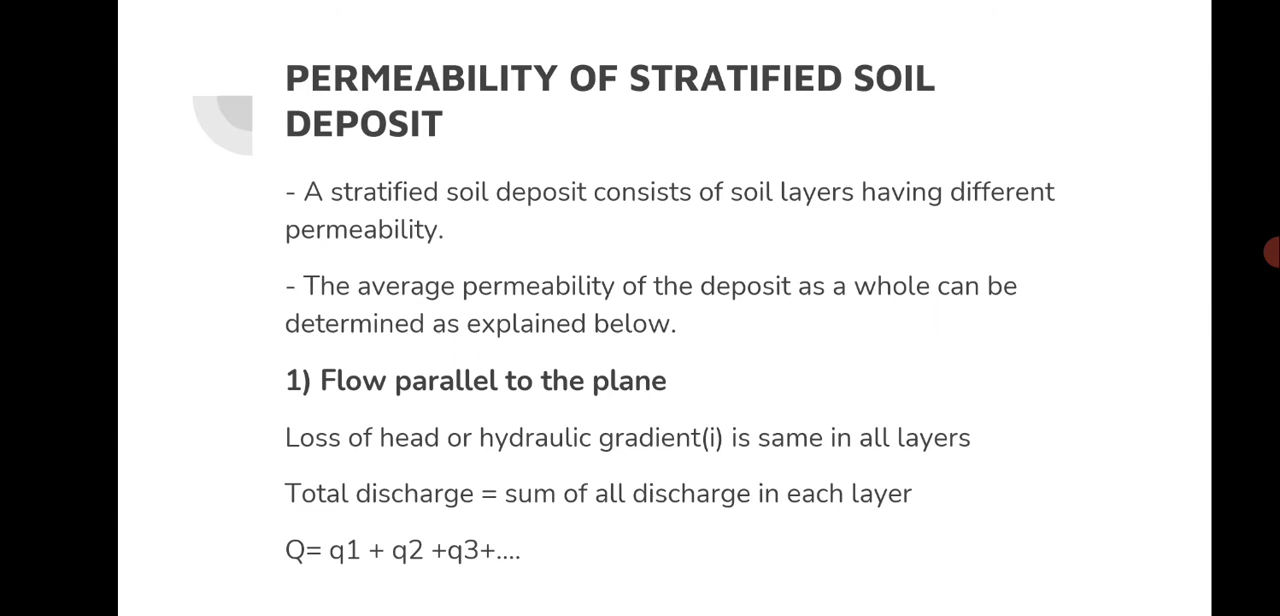 PERMEABILITY OF STRATIFIED SOIL
DEPOSIT
- A stratified soil deposit consists of soil layers having different
permeability.
- The average permeability of the deposit as a whole can be
determined as explained below.
1) Flow parallel to the plane
Loss of head or hydraulic gradient(i) is same in all layers
Total discharge = sum of all discharge in each layer
Q= q1 + q2 +q3+....